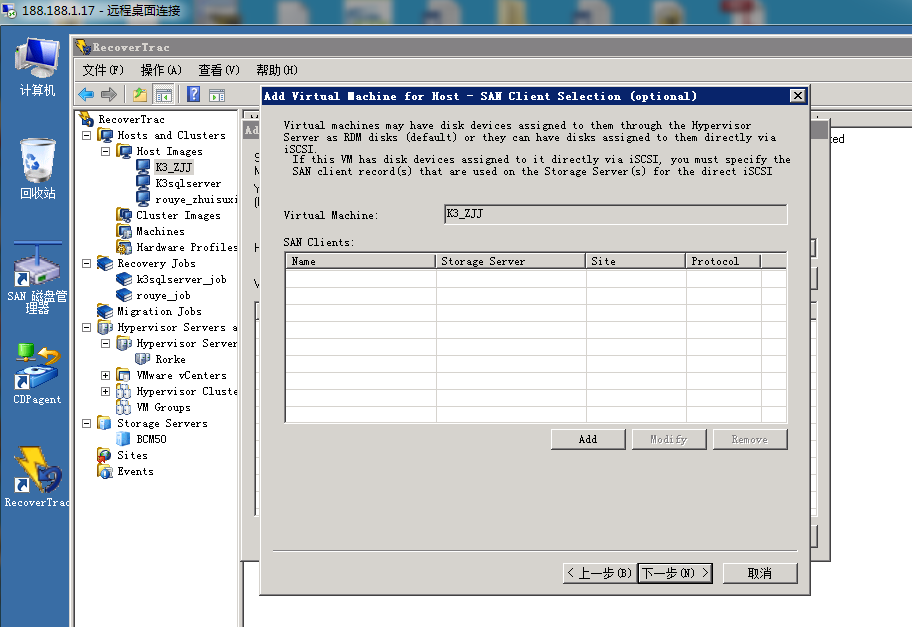 188.188.1.17 - 远程桌面连接
计算机
回收站
SAN 磁盘管
理器
CDPagent
RecoverTrac
RecoverTrac
文件(F) 操作(A) 查看(V) 帮助(H)
RecoverTrac
Hosts and Clusters
Host Images
K3_ZJJ
K3sqlserver
rouye_zhuisuxi
Cluster Images
Machines
Hardware Profiles
Recovery Jobs
k3sqlserver_job
rouye_job
Migration Jobs
Hypervisor Servers a
Hypervisor Server
Rorke
VMware vCenters
Hypervisor Cluste
VM Groups
Storage Servers
BCM50
Sites
Events
Add Virtual Machine for Host - SAN Client Selection (optional)
Virtual machines may have disk devices assigned to them through the Hypervisor
Server as RDM disks (default) or they can have disks assigned to them directly via
iSCSI.
If this VM has disk devices assigned to it directly via iSCSI, you must specify the
SAN client record(s) that are used on the Storage Server(s) for the direct iSCSI
Virtual Machine: K3_ZJJ
SAN Clients:
Name Storage Server Site Protocol
Add Modify Remove
< 上一步(B) 下一步(N) > 取消